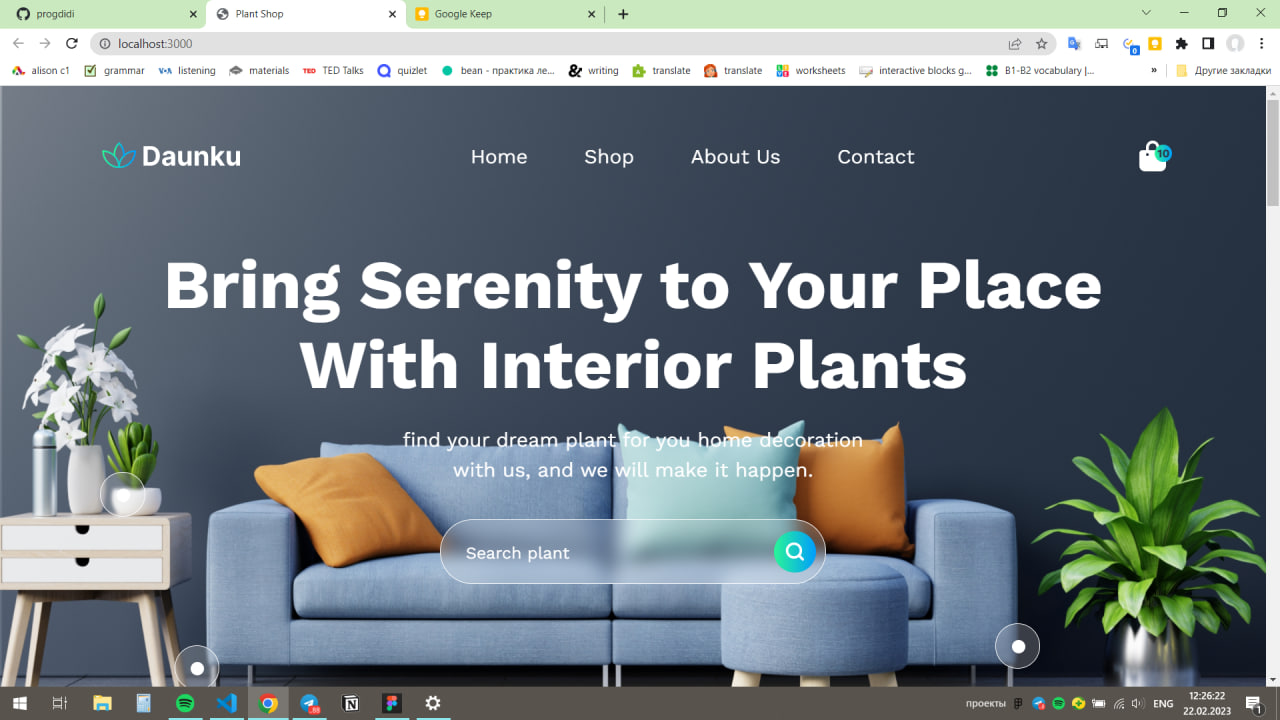 progdidi
Plant Shop
Google Keep
localhost:3000
0
alison c1
grammar
VOA listening
materials
TED TED Talks
quizlet
bean - практика ле...
& writing
translate
translate
worksheets
interactive blocks g...
B1-B2 vocabulary |...
»
Другие закладки
Daunku
Home
Shop
About Us
Contact
10
Bring Serenity to Your Place
With Interior Plants
find your dream plant for you home decoration
with us, and we will make it happen.
Search plant
проекты
ENG
12:26:22
22.02.2023
1